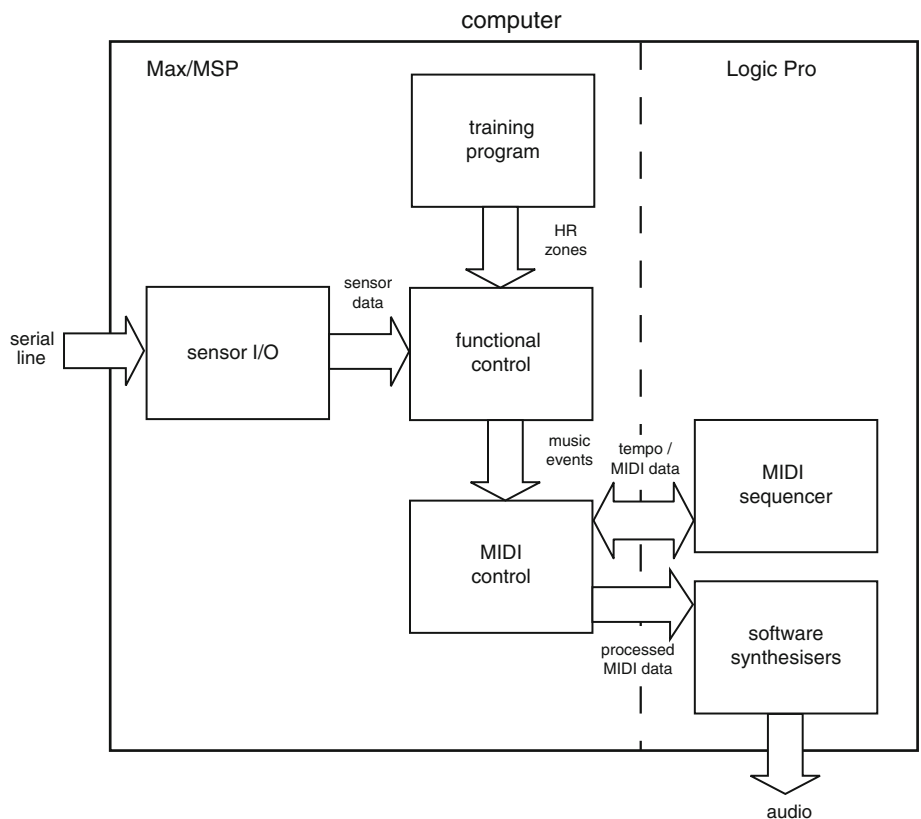 computer
Max/MSP
Logic Pro
training
program
HR
zones
sensor
data
serial
line
sensor I/O
functional
control
music
events
tempo /
MIDI data
MIDI
sequencer
MIDI
control
processed
MIDI data
software
synthesisers
audio